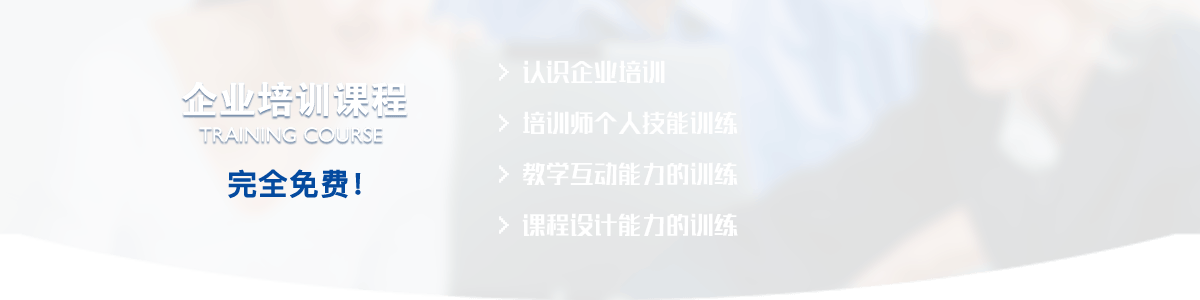 企业培训课程
TRAINING COURSE
完全免费!
> 认识企业培训
> 培训师个人技能训练
> 教学互动能力的训练
> 课程设计能力的训练